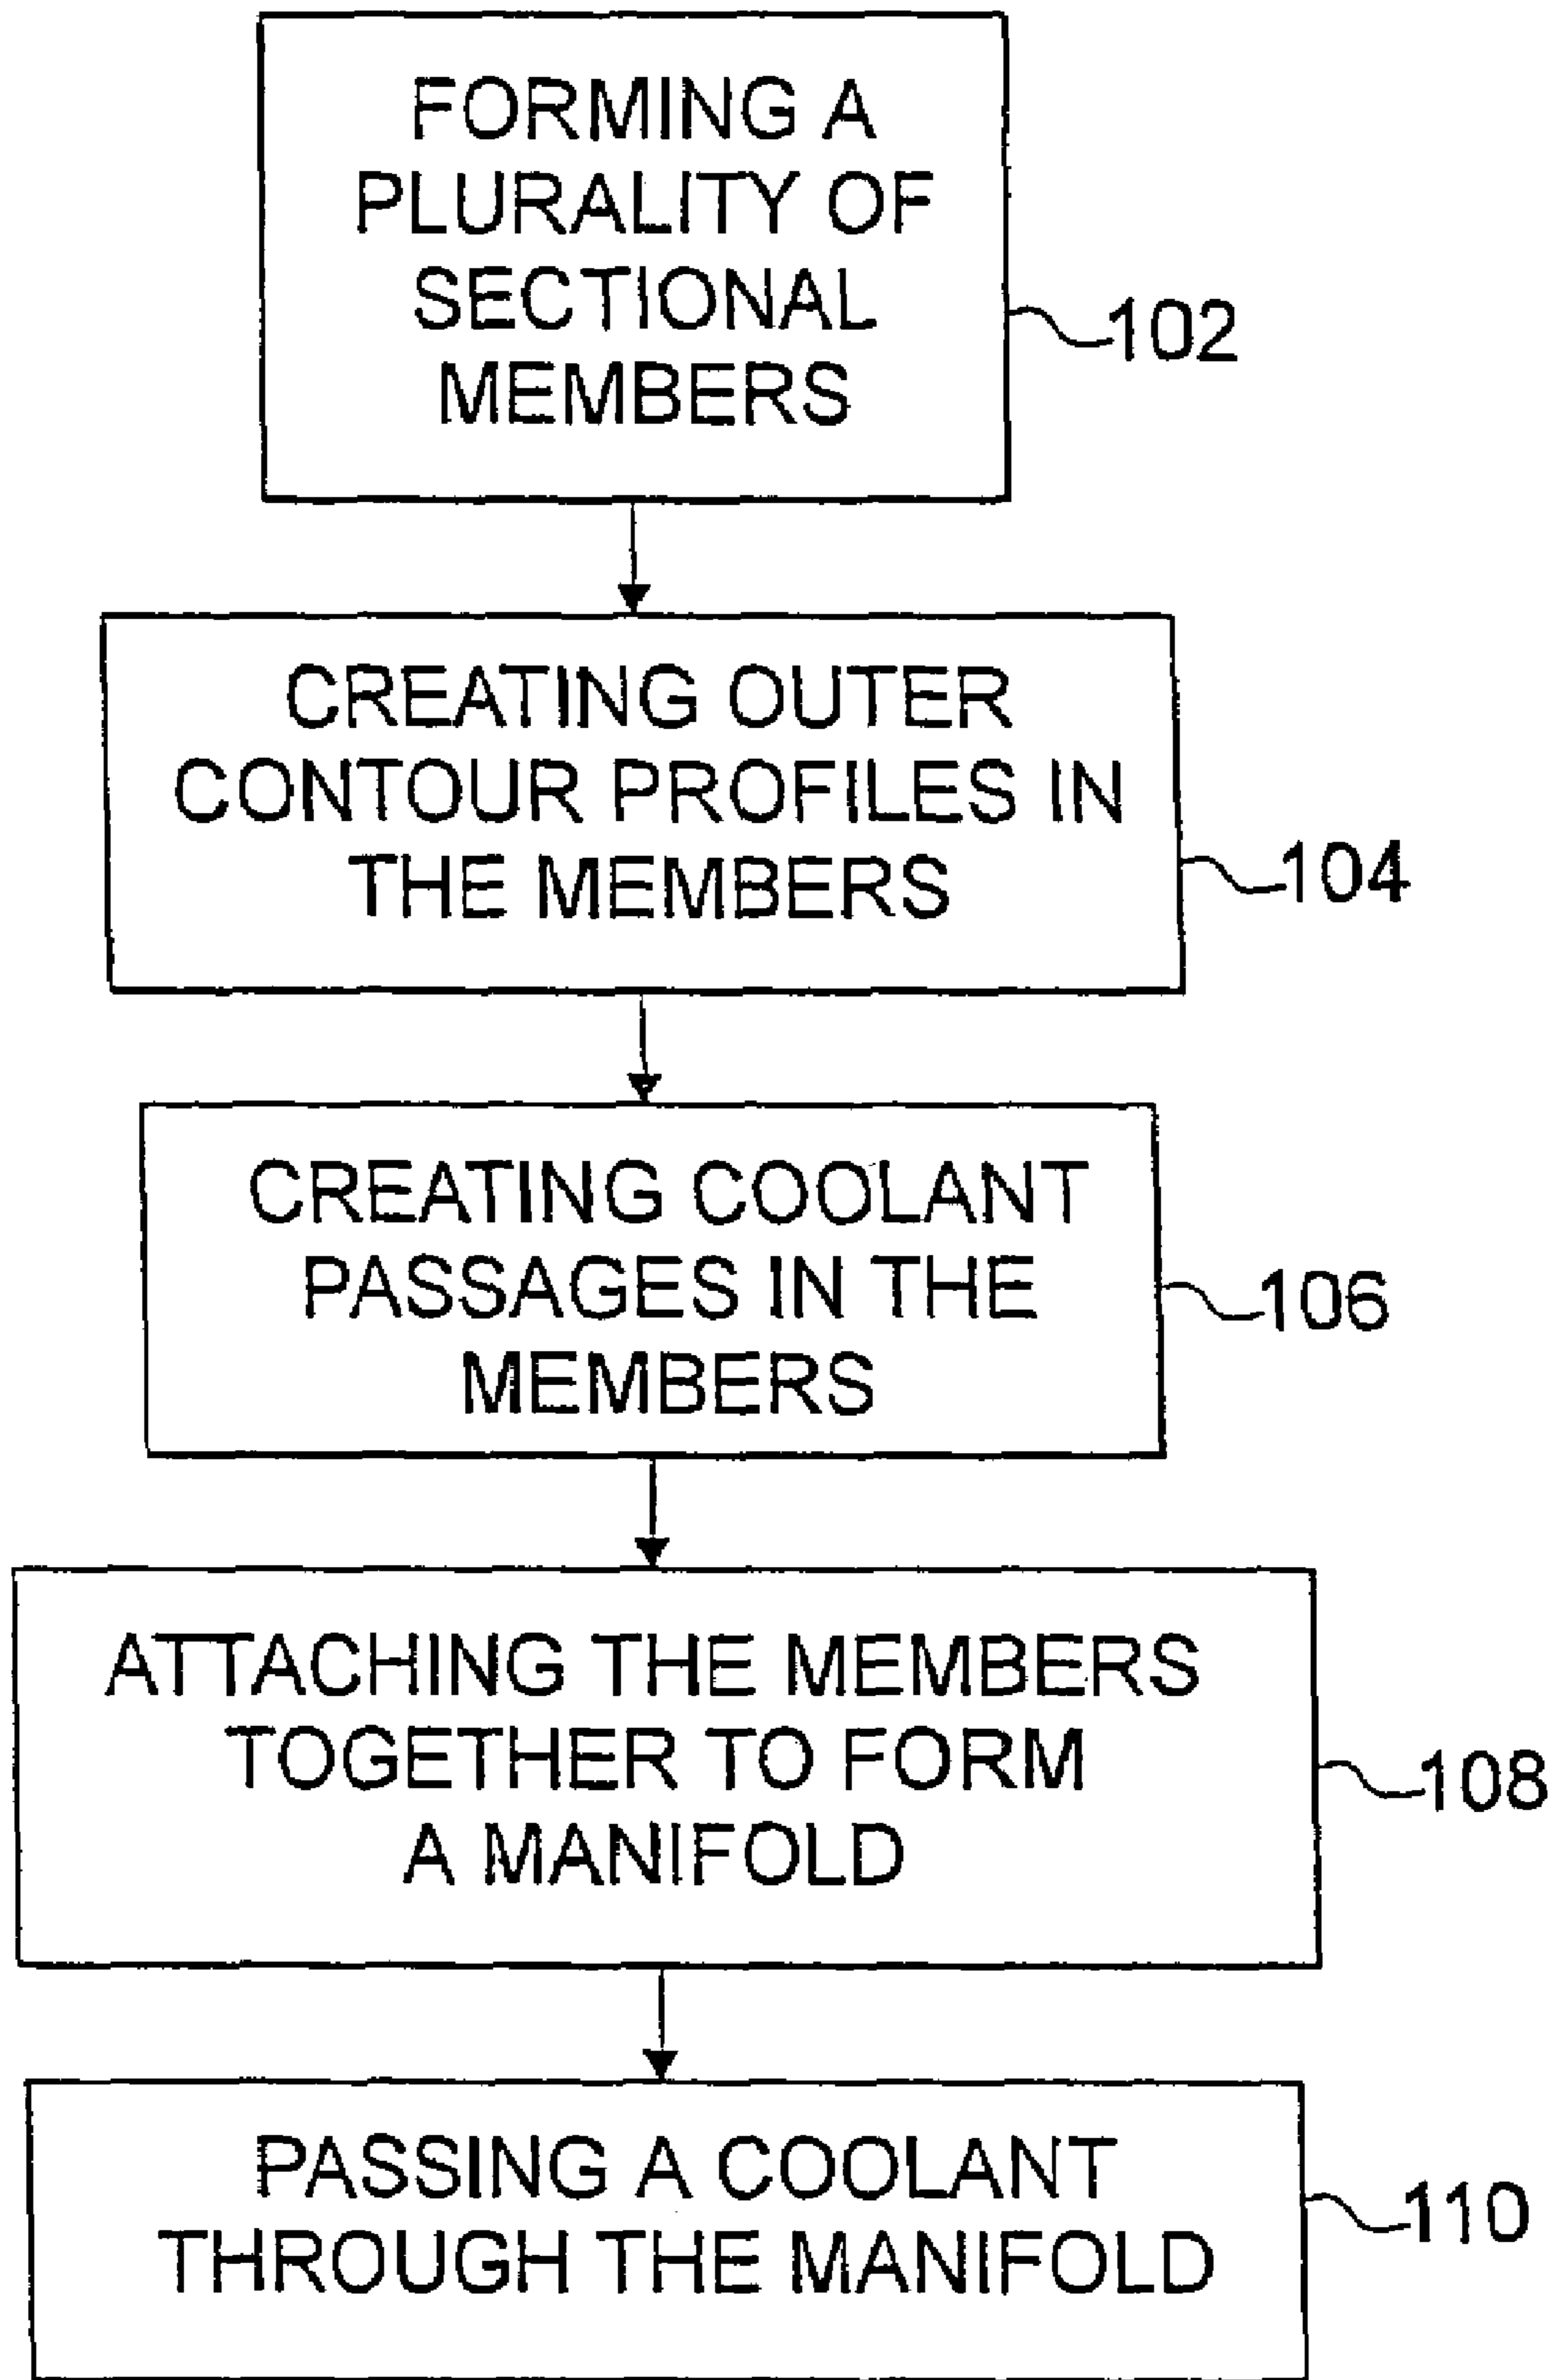 FORMING A
PLURALITY OF
SECTIONAL
MEMBERS
102
CREATING OUTER
CONTOUR PROFILES IN
THE MEMBERS
104
CREATING COOLANT
PASSAGES IN THE
MEMBERS
106
ATTACHING THE MEMBERS
TOGETHER TO FORM
A MANIFOLD
108
PASSING A COOLANT
THROUGH THE MANIFOLD
110